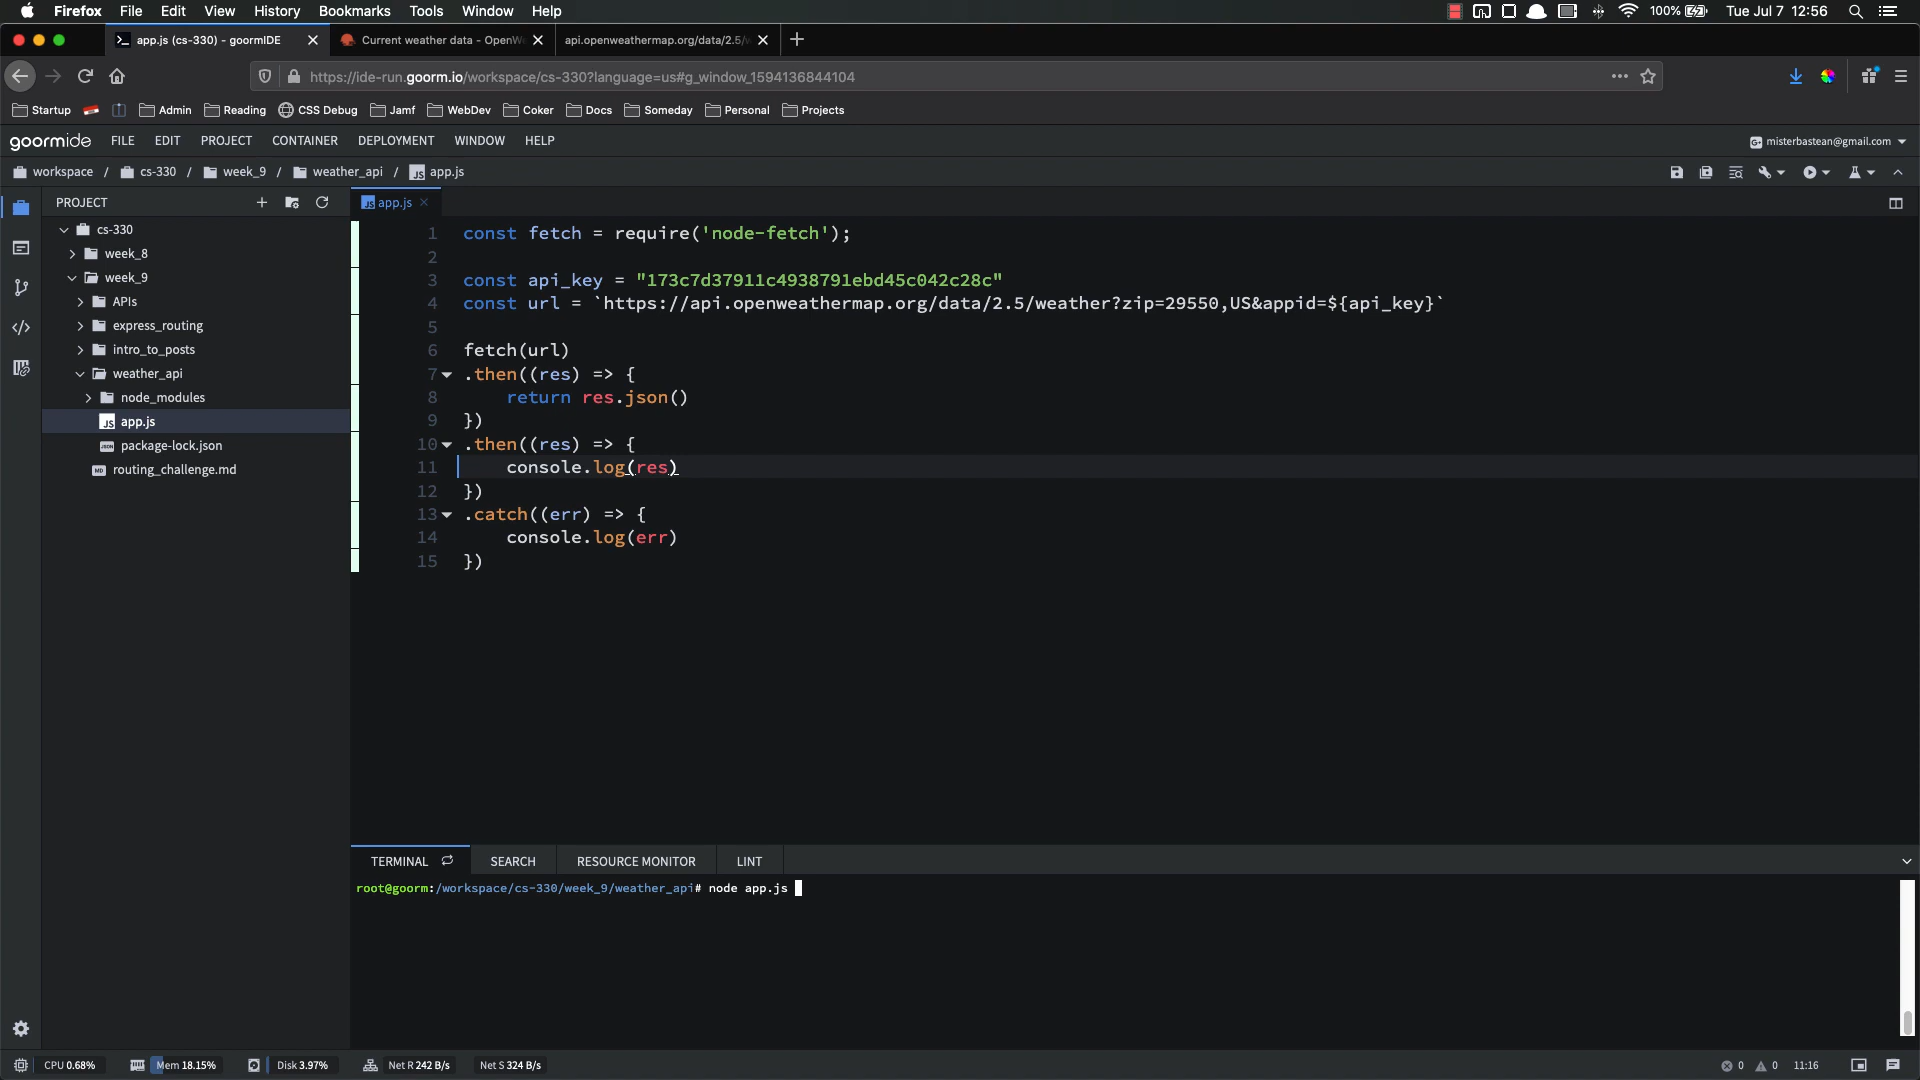 Firefox File Edit View History Bookmarks Tools Window Help 100% Tue Jul 7 12:56
app.js (cs-330) - goormIDE Current weather data - OpenWe api.openweathermap.org/data/2.5/w
https://ide-run.goorm.io/workspace/cs-330?language=us#g_window_1594136844104
Startup Admin Reading CSS Debug Jamf WebDev Coker Docs Someday Personal Projects
goormide FILE EDIT PROJECT CONTAINER DEPLOYMENT WINDOW HELP misterbastean@gmail.com
workspace / cs-330 / week_9 / weather_api / JS app.js
PROJECT
cs-330
week_8
week_9
APIs
express_routing
intro_to_posts
weather_api
node_modules
JS app.js
JSON package-lock.json
MD routing_challenge.md
JS app.js
1 const fetch = require('node-fetch');
2
3 const api_key = "173c7d37911c4938791ebd45c042c28c"
4 const url = `https://api.openweathermap.org/data/2.5/weather?zip=29550,US&appid=${api_key}`
5
6 fetch(url)
7 .then((res) => {
8 return res.json()
9 })
10 .then((res) => {
11 console.log(res)
12 })
13 .catch((err) => {
14 console.log(err)
15 })
TERMINAL SEARCH RESOURCE MONITOR LINT
root@goorm:/workspace/cs-330/week_9/weather_api# node app.js
CPU 0.68% Mem 18.15% Disk 3.97% Net R 242 B/s Net S 324 B/s 0 0 11:16